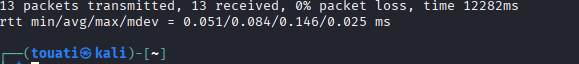 13 packets transmitted, 13 received, 0% packet loss, time 12282ms
rtt min/avg/max/mdev = 0.051/0.084/0.146/0.025 ms
┌──(touati㉿kali)-[~]